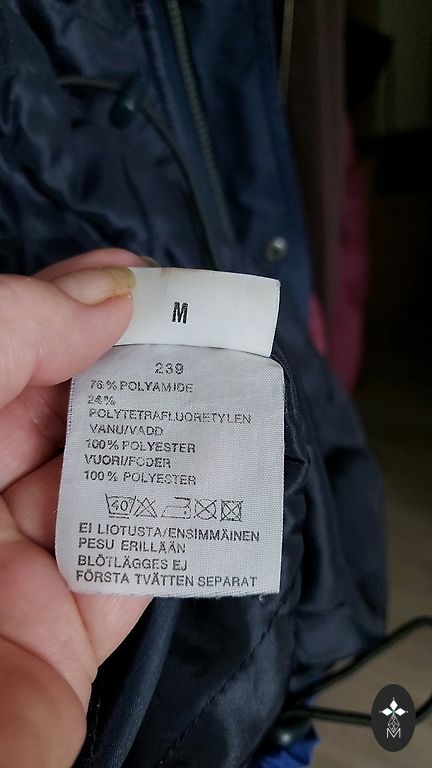 M
239
76 % POLYAMIDE
24 %
POLYTETRAFLUORETYLEN
VANU/VADD
100 % POLYESTER
VUORI/FODER
100 % POLYESTER
40
EI LIOTUSTA/ENSIMMÄINEN
PESU ERILLÄÄN
BLÖTLÄGGES EJ
FÖRSTA TVÄTTEN SEPARAT
M